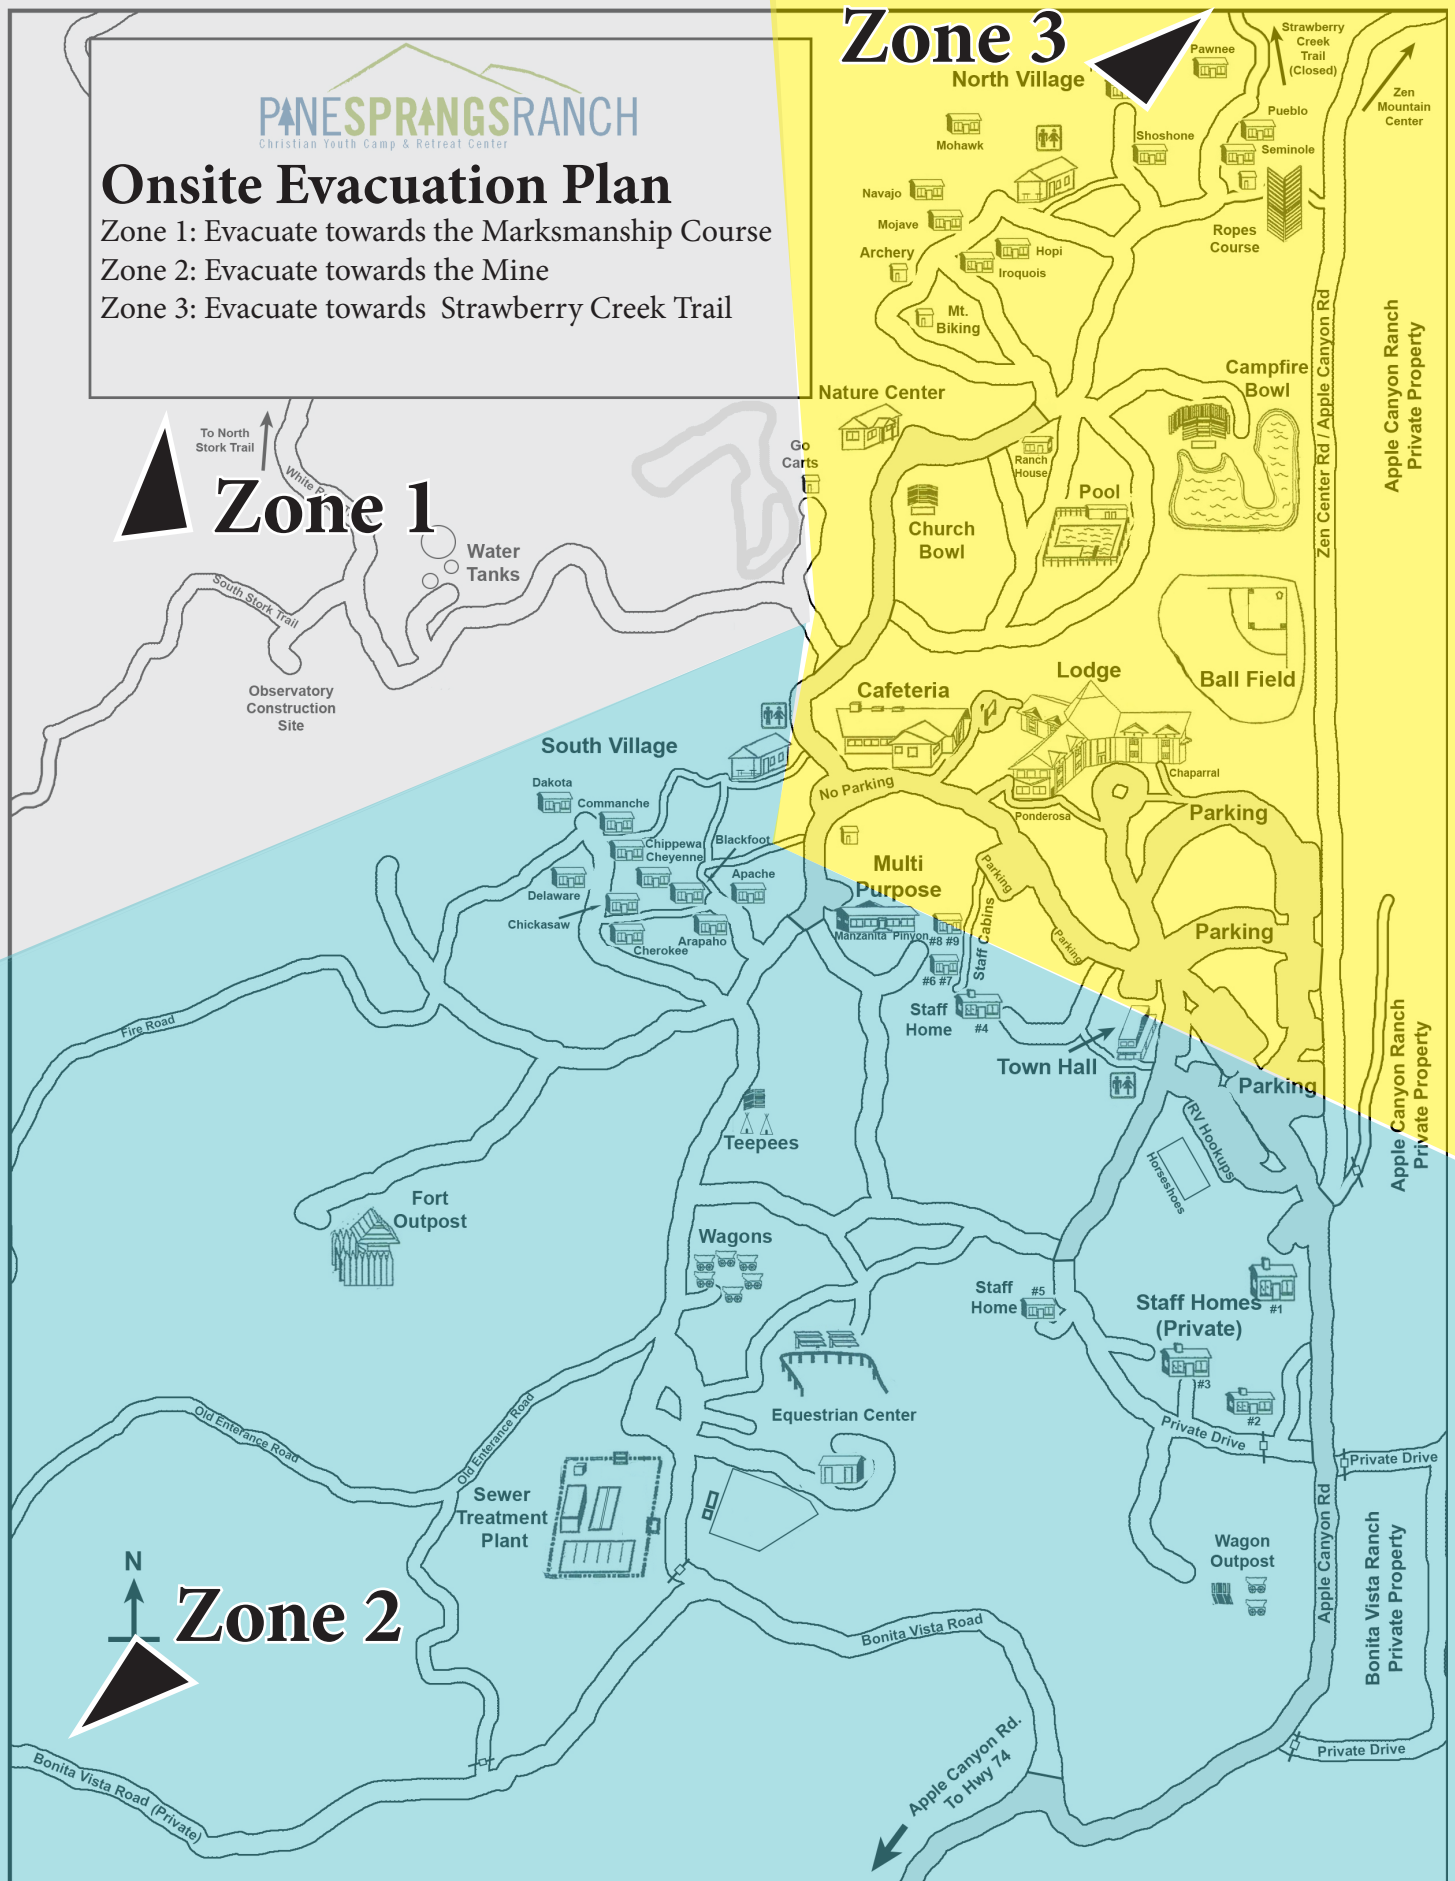 PINESPRINGSRANCH
Christian Youth Camp & Retreat Center
Onsite Evacuation Plan
Zone 1: Evacuate towards the Marksmanship Course
Zone 2: Evacuate towards the Mine
Zone 3: Evacuate towards Strawberry Creek Trail
Zone 3
North Village
Pawnee
Strawberry
Creek
Trail
(Closed)
Zen
Mountain
Center
Pueblo
Mohawk
Shoshone
Seminole
Navajo
Mojave
Ropes
Course
Archery
Hopi
Iroquois
Mt.
Biking
Zen Center Rd / Apple Canyon Rd
Apple Canyon Ranch
Private Property
Campfire
Bowl
Nature Center
To North
Stork Trail
Go
Carts
Ranch
House
White
Zone 1
Pool
Church
Bowl
Water
Tanks
South Stork Trail
Observatory
Construction
Site
Lodge
Ball Field
Cafeteria
South Village
Chaparral
No Parking
Dakota
Commanche
Ponderosa
Parking
Chippewa
Cheyenne
Blackfoot
Multi
Purpose
Parking
Apache
Delaware
Chickasaw
Manzanita
Pinyon
#8 #9
Staff Cabins
Parking
Parking
Arapaho
Cherokee
#6 #7
Staff
Home
#4
Fire Road
Town Hall
Parking
Apple Canyon Ranch
Private Property
RV Hookups
Teepees
Horseshoes
Fort
Outpost
Wagons
Staff
Home
#5
Staff Homes
(Private)
#1
#3
#2
Old Enterance Road
Old Enterance Road
Equestrian Center
Private Drive
Private Drive
Sewer
Treatment
Plant
Apple Canyon Rd
Bonita Vista Ranch
Private Property
Wagon
Outpost
N
Zone 2
Bonita Vista Road
Apple Canyon Rd.
To Hwy 74
Private Drive
Bonita Vista Road (Private)